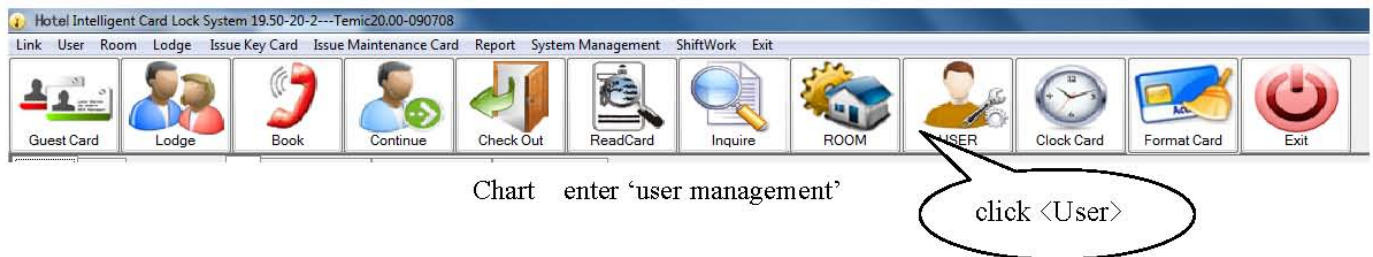 Hotel Intelligent Card Lock System 19.50-20-2---Temic20.00-090708
Link User Room Lodge Issue Key Card Issue Maintenance Card Report System Management ShiftWork Exit
Guest Card Lodge Book Continue Check Out ReadCard Inquire ROOM USER Clock Card Format Card Exit
Chart enter ‘user management’
click <User>